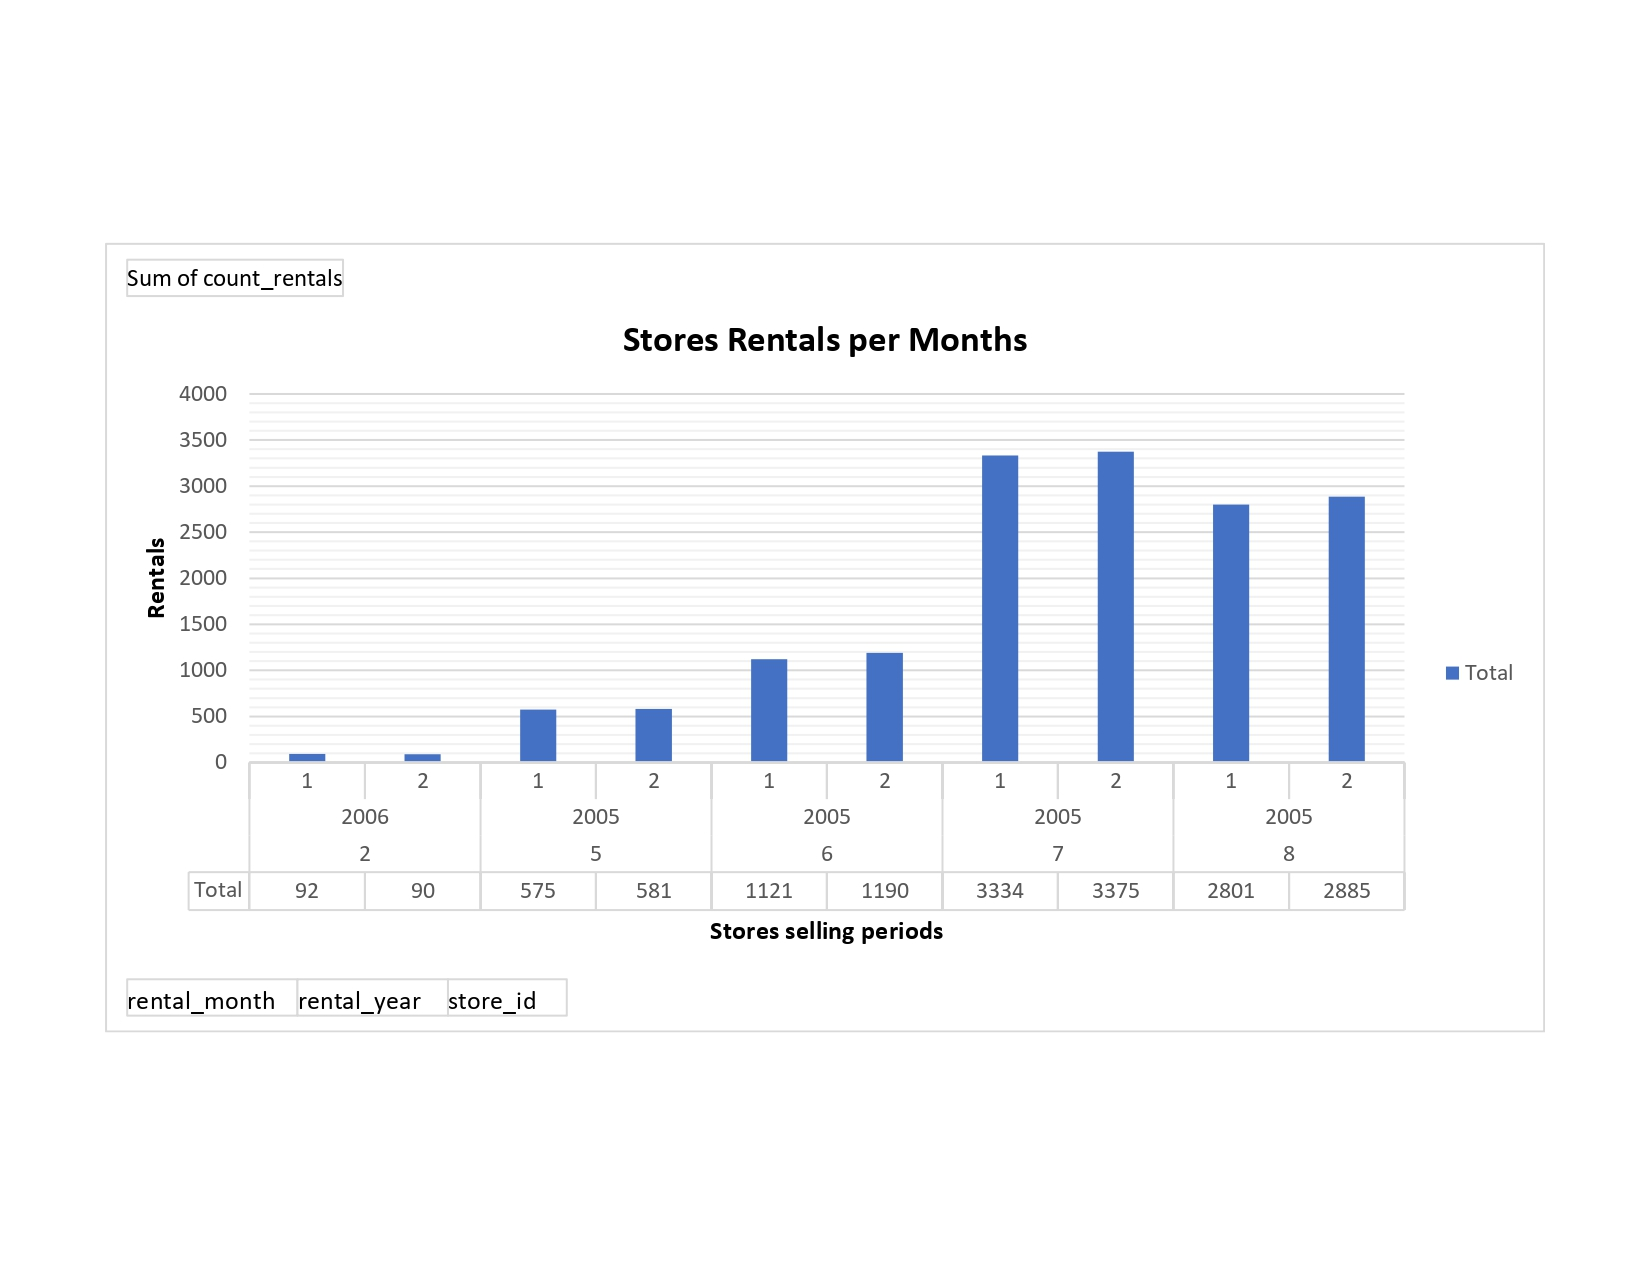 Sum of count_rentals
Stores Rentals per Months
4000
3500
3000
2500
2000
1500
1000
500
0
Rentals
Total
1 2 1 2 1 2 1 2 1 2
2006 2005 2005 2005 2005
2 5 6 7 8
Total 92 90 575 581 1121 1190 3334 3375 2801 2885
Stores selling periods
rental_month rental_year store_id